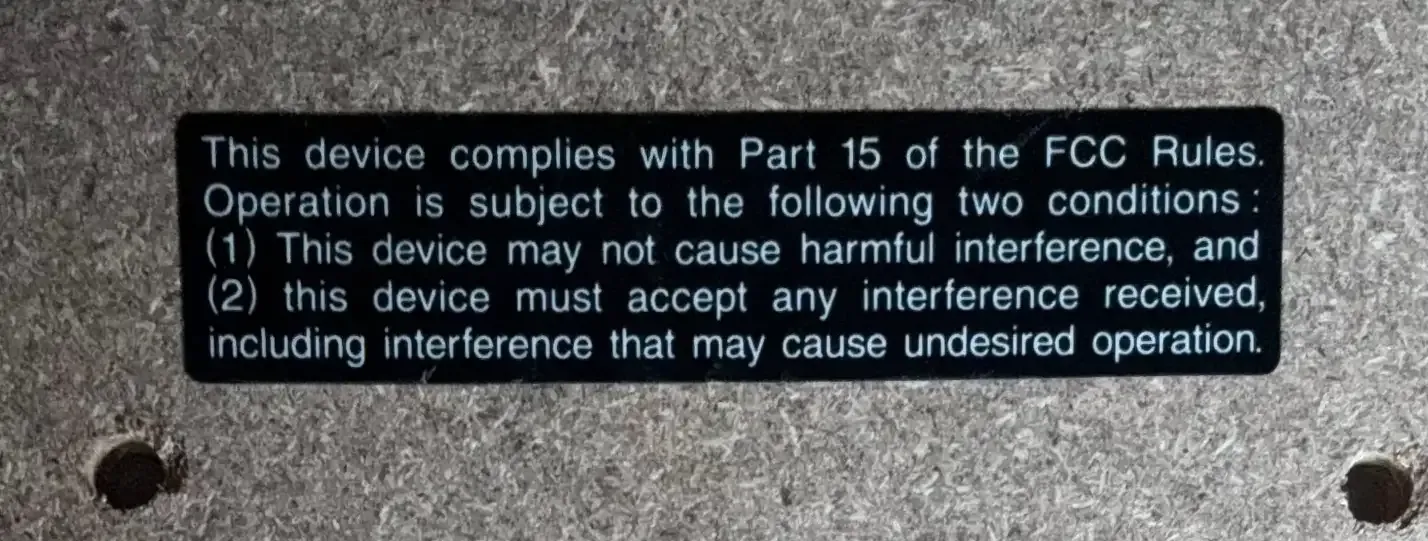 This device complies with Part 15 of the FCC Rules.
Operation is subject to the following two conditions :
(1) This device may not cause harmful interference, and
(2) this device must accept any interference received,
including interference that may cause undesired operation.